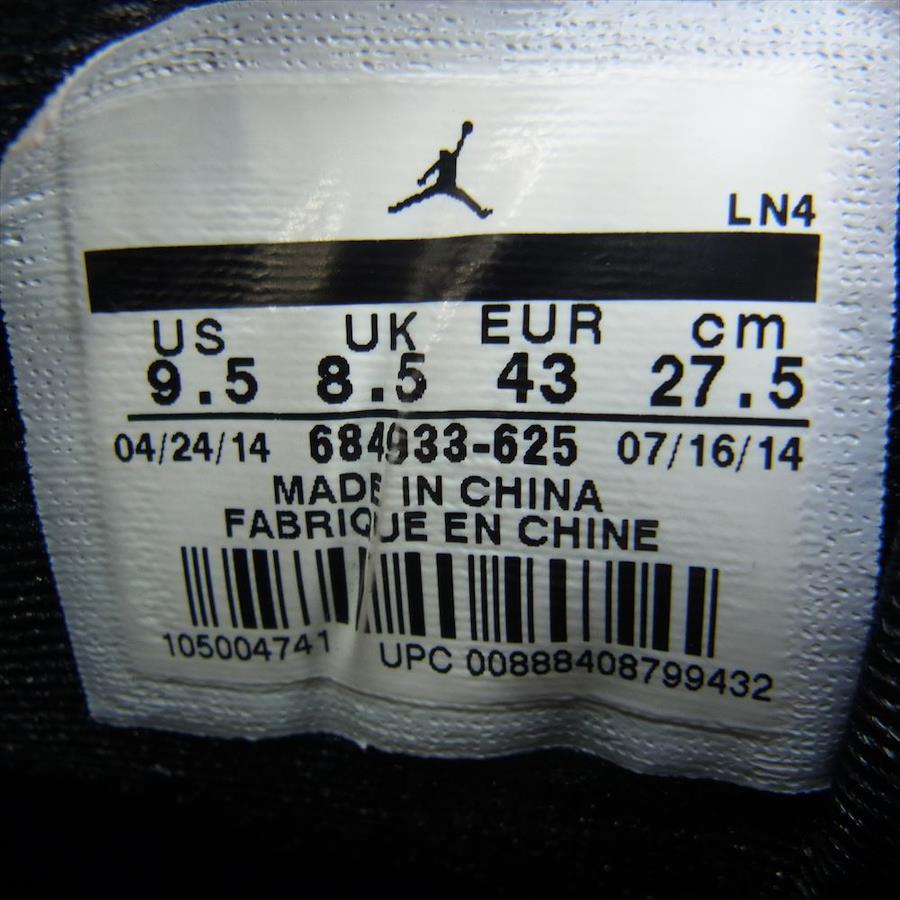 LN4
US UK EUR cm
9.5 8.5 43 27.5
04/24/14 684933-625 07/16/14
MADE IN CHINA
FABRIQUE EN CHINE
105004741 UPC 00888408799432